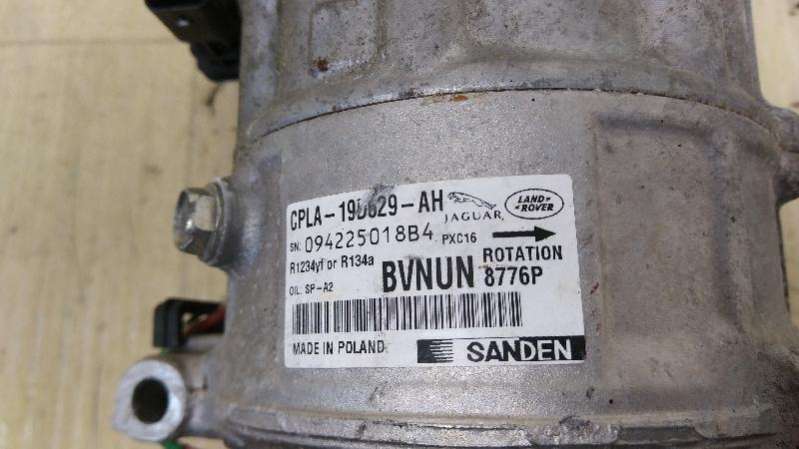 CPLA-19D629-AH
JAGUAR
LAND ROVER
SN: 094225018B4
PXC16
R1234yf or R134a
BVNUN
ROTATION
8776P
OIL: SP-A2
MADE IN POLAND
SANDEN